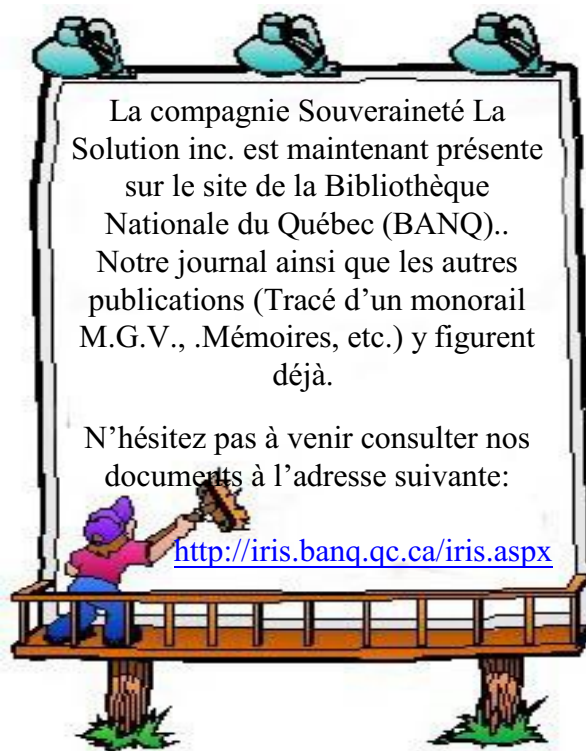 La compagnie Souveraineté La
Solution inc. est maintenant présente
sur le site de la Bibliothèque
Nationale du Québec (BANQ)..
Notre journal ainsi que les autres
publications (Tracé d’un monorail
M.G.V., .Mémoires, etc.) y figurent
déjà.
N’hésitez pas à venir consulter nos
documents à l’adresse suivante:
http://iris.banq.qc.ca/iris.aspx